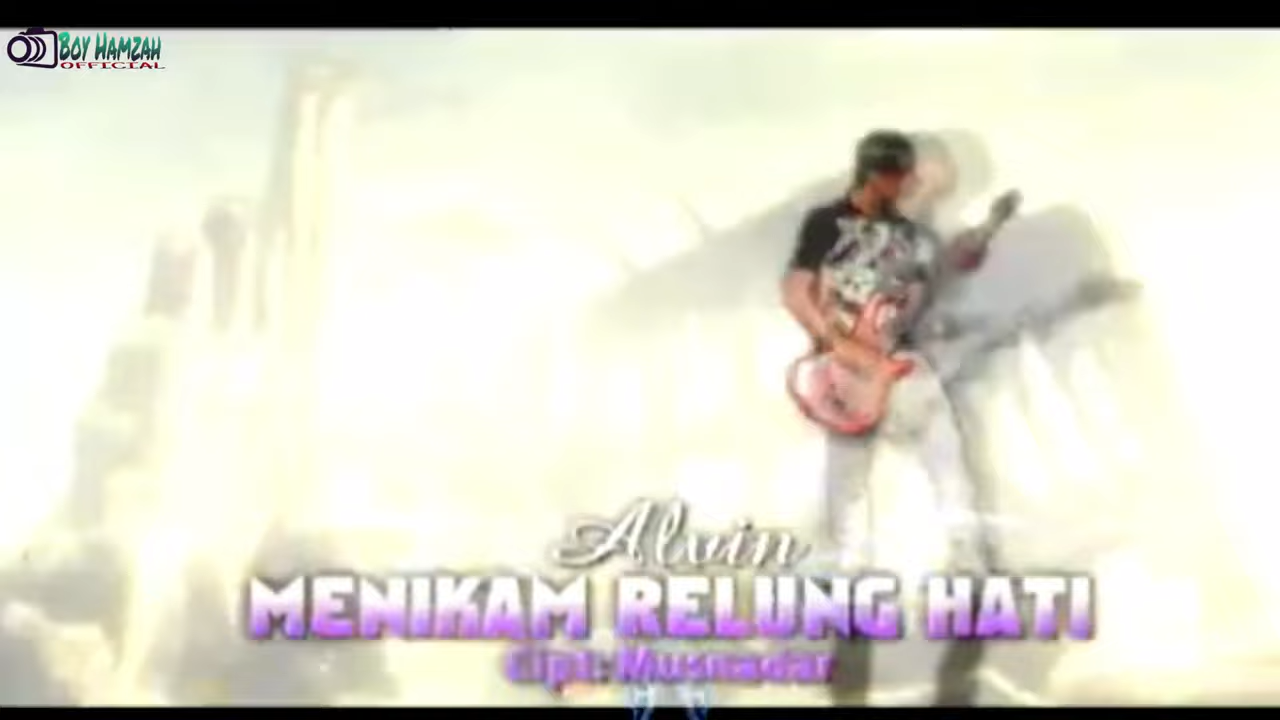 BOY HAMZAH
OFFICIAL
Alvin
MENIKAM RELUNG HATI
Cipt: Musnadar